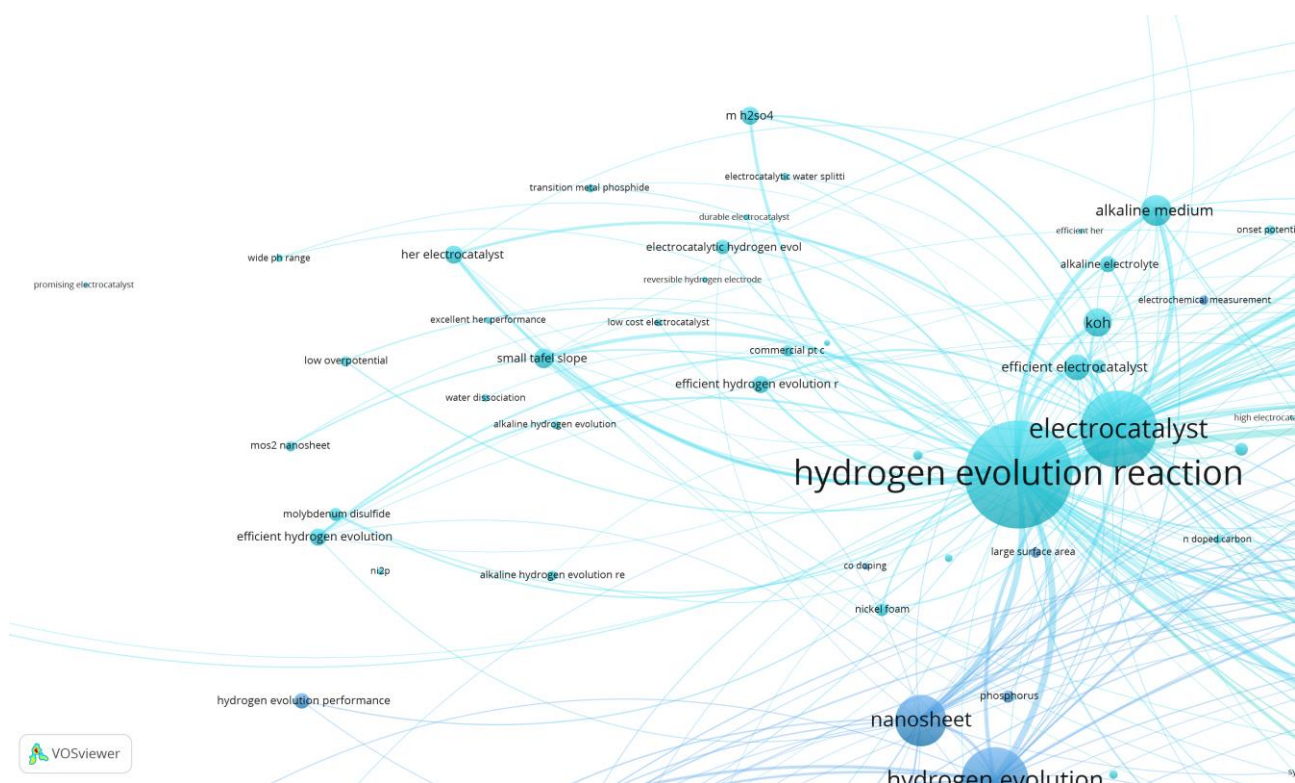 m h2so4
electrocatalytic water splitti
transition metal phosphide
alkaline medium
durable electrocatalyst
efficient her
onset potenti
electrocatalytic hydrogen evol
her electrocatalyst
wide ph range
alkaline electrolyte
reversible hydrogen electrode
promising electrocatalyst
electrochemical measurement
excellent her performance
low cost electrocatalyst
koh
commercial pt c
small tafel slope
low overpotential
efficient electrocatalyst
efficient hydrogen evolution r
water dissociation
high electrocata
alkaline hydrogen evolution
electrocatalyst
mos2 nanosheet
hydrogen evolution reaction
molybdenum disulfide
efficient hydrogen evolution
n doped carbon
large surface area
co doping
ni2p
alkaline hydrogen evolution re
nickel foam
phosphorus
hydrogen evolution performance
nanosheet
VOSviewer
hydrogen evolution